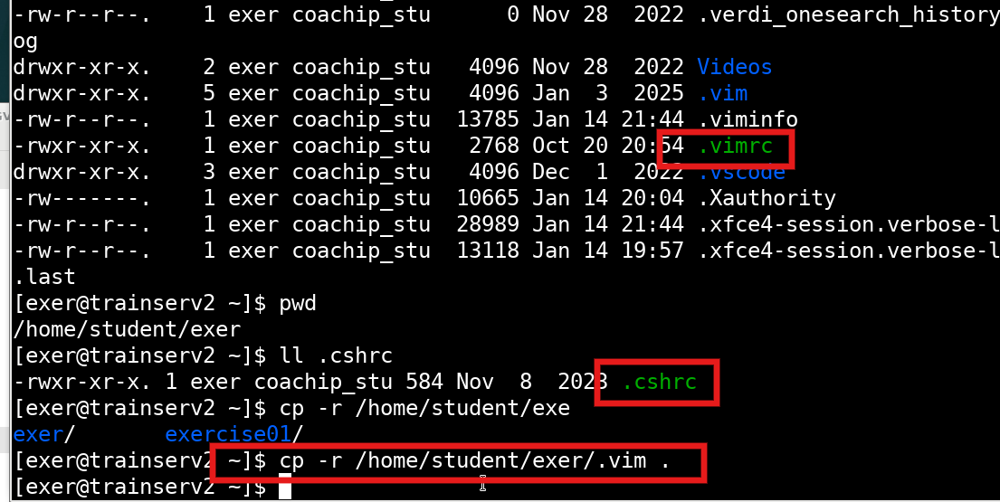 -rw-r--r--. 1 exer coachip_stu 0 Nov 28 2022 .verdi_onesearch_history
og
drwxr-xr-x. 2 exer coachip_stu 4096 Nov 28 2022 Videos
drwxr-xr-x. 5 exer coachip_stu 4096 Jan 3 2025 .vim
-rw-r--r--. 1 exer coachip_stu 13785 Jan 14 21:44 .viminfo
-rwxr-xr-x. 1 exer coachip_stu 2768 Oct 20 20:54 .vimrc
drwxr-xr-x. 3 exer coachip_stu 4096 Dec 1 2022 .vscode
-rw-------. 1 exer coachip_stu 10665 Jan 14 20:04 .Xauthority
-rw-r--r--. 1 exer coachip_stu 28989 Jan 14 21:44 .xfce4-session.verbose-l
-rw-r--r--. 1 exer coachip_stu 13118 Jan 14 19:57 .xfce4-session.verbose-l
.last
[exer@trainserv2 ~]$ pwd
/home/student/exer
[exer@trainserv2 ~]$ ll .cshrc
-rwxr-xr-x. 1 exer coachip_stu 584 Nov 8 2023 .cshrc
[exer@trainserv2 ~]$ cp -r /home/student/exe
exer/ exercise01/
[exer@trainserv2 ~]$ cp -r /home/student/exer/.vim .
[exer@trainserv2 ~]$